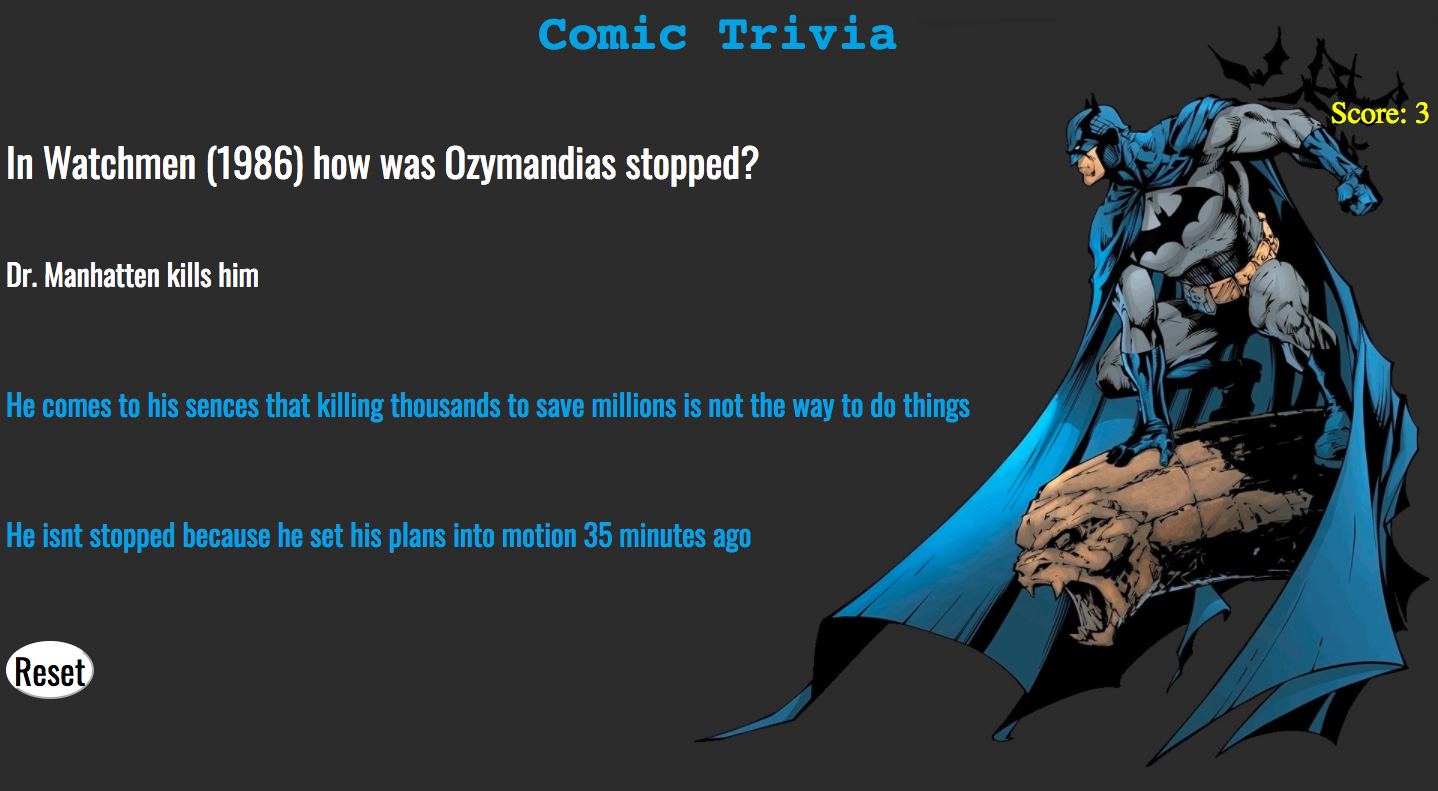 Comic Trivia
Score: 3
In Watchmen (1986) how was Ozymandias stopped?
Dr. Manhatten kills him
He comes to his sences that killing thousands to save millions is not the way to do things
He isnt stopped because he set his plans into motion 35 minutes ago
Reset